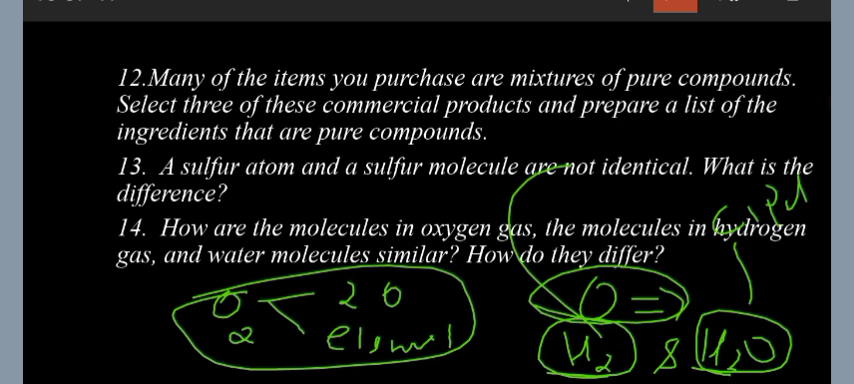 12.Many of the items you purchase are mixtures of pure compounds.
Select three of these commercial products and prepare a list of the
ingredients that are pure compounds.
13. A sulfur atom and a sulfur molecule are not identical. What is the
difference?
14. How are the molecules in oxygen gas, the molecules in hydrogen
gas, and water molecules similar? How do they differ?
O2 < 2 O
O =>
H2 & H2O